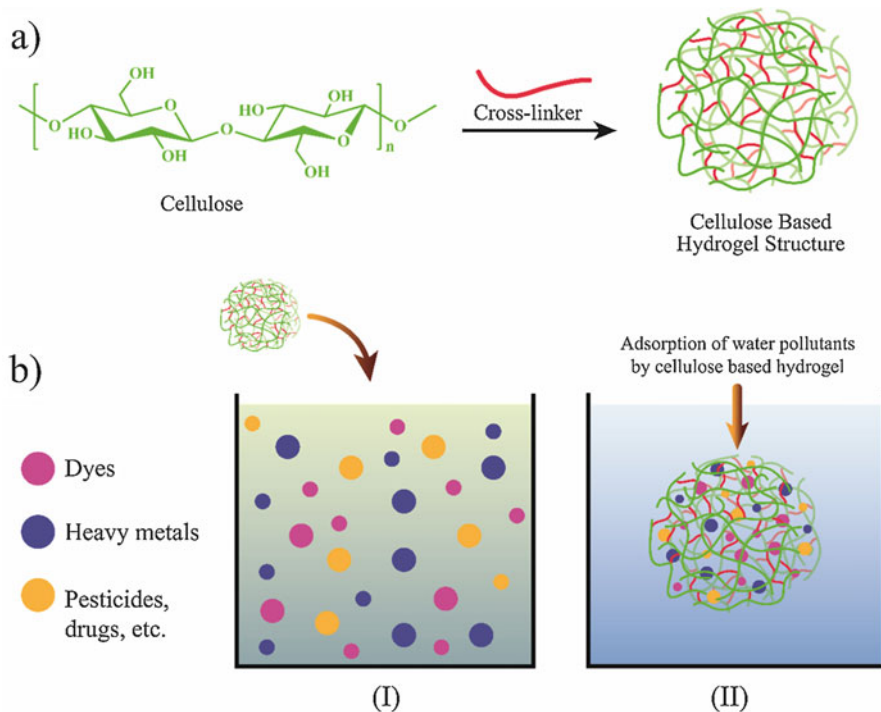 a)
OH
O
HO
OH
O
HO
OH
O
OH
O
n
Cellulose
Cross-linker
Cellulose Based
Hydrogel Structure
b)
Dyes
Heavy metals
Pesticides,
drugs, etc.
Adsorption of water pollutants
by cellulose based hydrogel
(I)
(II)